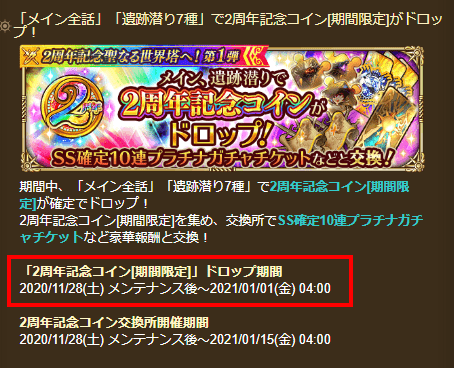 「メイン全話」「遺跡潜り7種」で2周年記念コイン[期間限定]がドロッ
プ！
2周年記念聖なる世界塔へ！第1弾
メイン、遺跡潜りで
2周年記念コインが
ドロップ！
SS確定10連プラチナガチャチケットなどと交換！
期間中、「メイン全話」「遺跡潜り7種」で2周年記念コイン[期間限
定]が確定でドロップ！
2周年記念コイン[期間限定]を集め、交換所でSS確定10連プラチナガ
チャチケットなど豪華報酬と交換！
「2周年記念コイン[期間限定]」ドロップ期間
2020/11/28(土) メンテナンス後～2021/01/01(金) 04:00
2周年記念コイン交換所開催期間
2020/11/28(土) メンテナンス後～2021/01/15(金) 04:00